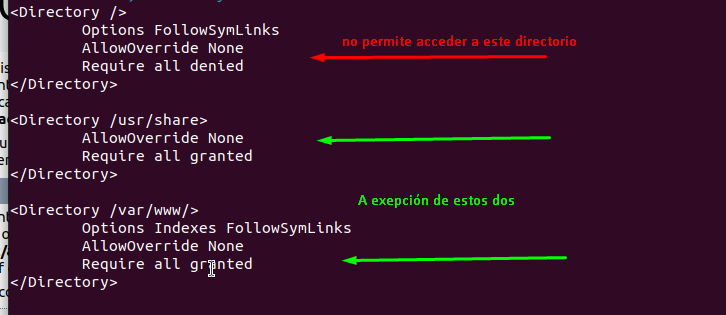 <Directory />
        Options FollowSymLinks
        AllowOverride None
        Require all denied
</Directory>
no permite acceder a este directorio
<Directory /usr/share>
        AllowOverride None
        Require all granted
</Directory>
A exepción de estos dos
<Directory /var/www/>
        Options Indexes FollowSymLinks
        AllowOverride None
        Require all granted
</Directory>